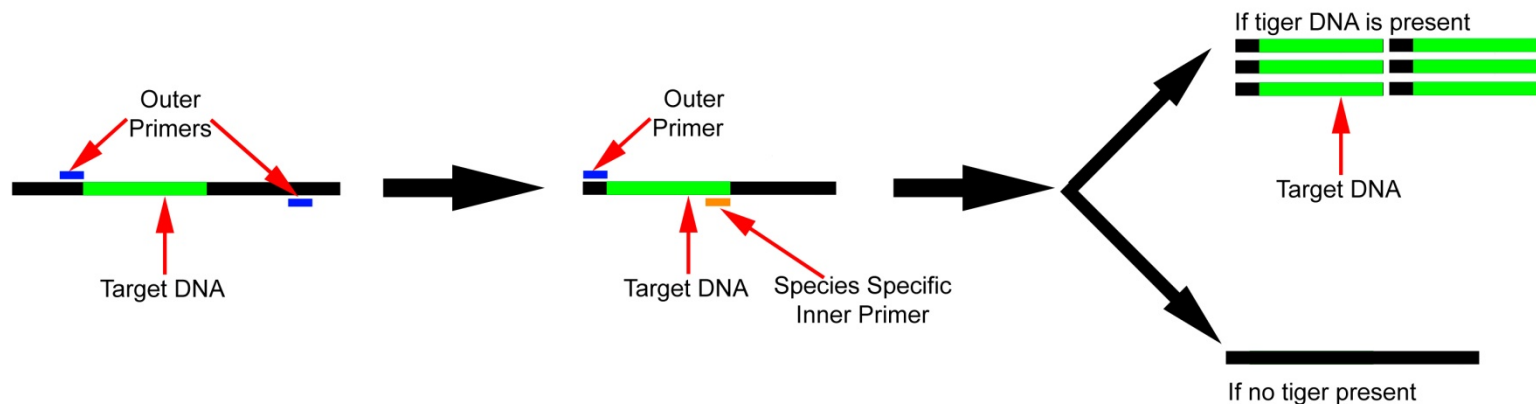 Outer
Primers
Target DNA
Outer
Primer
Target DNA
Species Specific
Inner Primer
If tiger DNA is present
Target DNA
If no tiger present